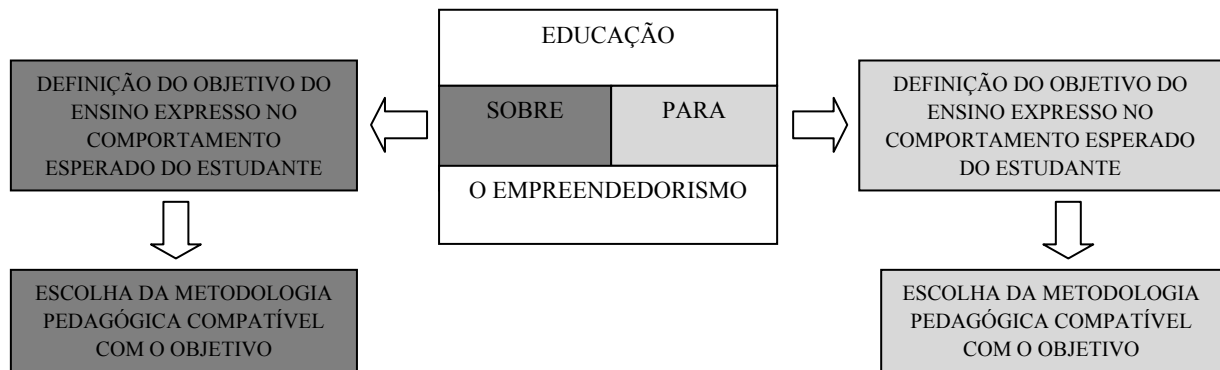 EDUCAÇÃO
SOBRE
PARA
O EMPREENDEDORISMO
DEFINIÇÃO DO OBJETIVO DO
ENSINO EXPRESSO NO
COMPORTAMENTO
ESPERADO DO ESTUDANTE
ESCOLHA DA METODOLOGIA
PEDAGÓGICA COMPATÍVEL
COM O OBJETIVO
DEFINIÇÃO DO OBJETIVO DO
ENSINO EXPRESSO NO
COMPORTAMENTO ESPERADO
DO ESTUDANTE
ESCOLHA DA METODOLOGIA
PEDAGÓGICA COMPATÍVEL
COM O OBJETIVO